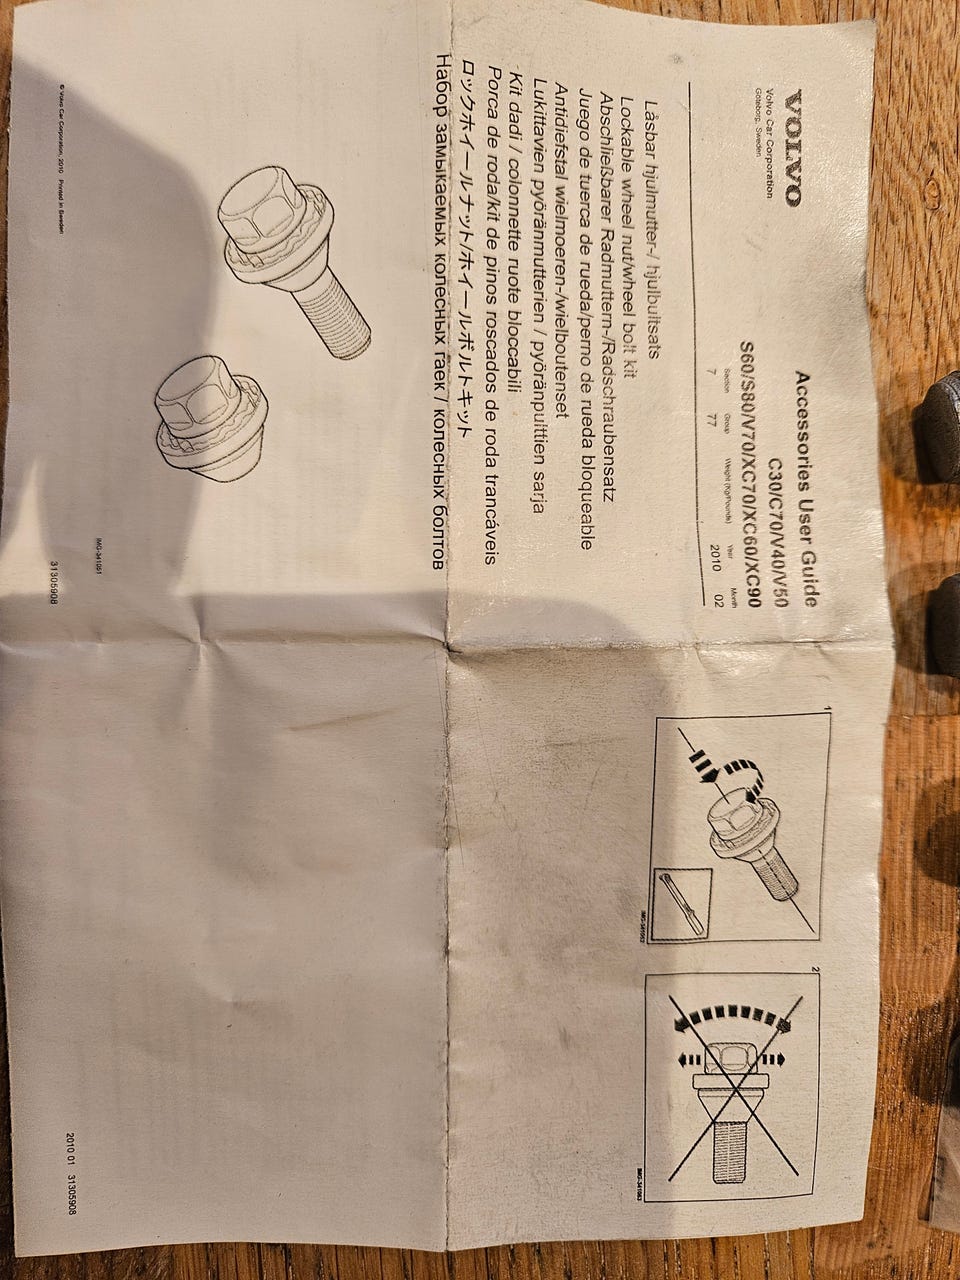 VOLVO
Volvo Car Corporation
Göteborg, Sweden
Accessories User Guide
C30/C70/V40/V50
S60/S80/V70/XC70/XC60/XC90
Section Group Weight (Kg/Pounds) Year Month
7 77 2010 02
Låsbar hjulmutter-/ hjulbultsats
Lockable wheel nut/wheel bolt kit
Abschließbarer Radmuttern-/Radschraubensatz
Juego de tuerca de rueda/perno de rueda bloqueable
Antidiefstal wielmoeren-/wielboutenset
Lukittavien pyöränmutterien / pyöränpulttien sarja
Kit dadi / colonnette ruote bloccabili
Porca de roda/kit de pinos roscados de roda trancáveis
ロックホイールナット/ホイールボルトキット
Набор замыкаемых колесных гаек / колесных болтов
IMG-341051
© Volvo Car Corporation, 2010 Printed in Sweden
31305908
1
IMG-341062
2
IMG-341063
2010 01 31305908